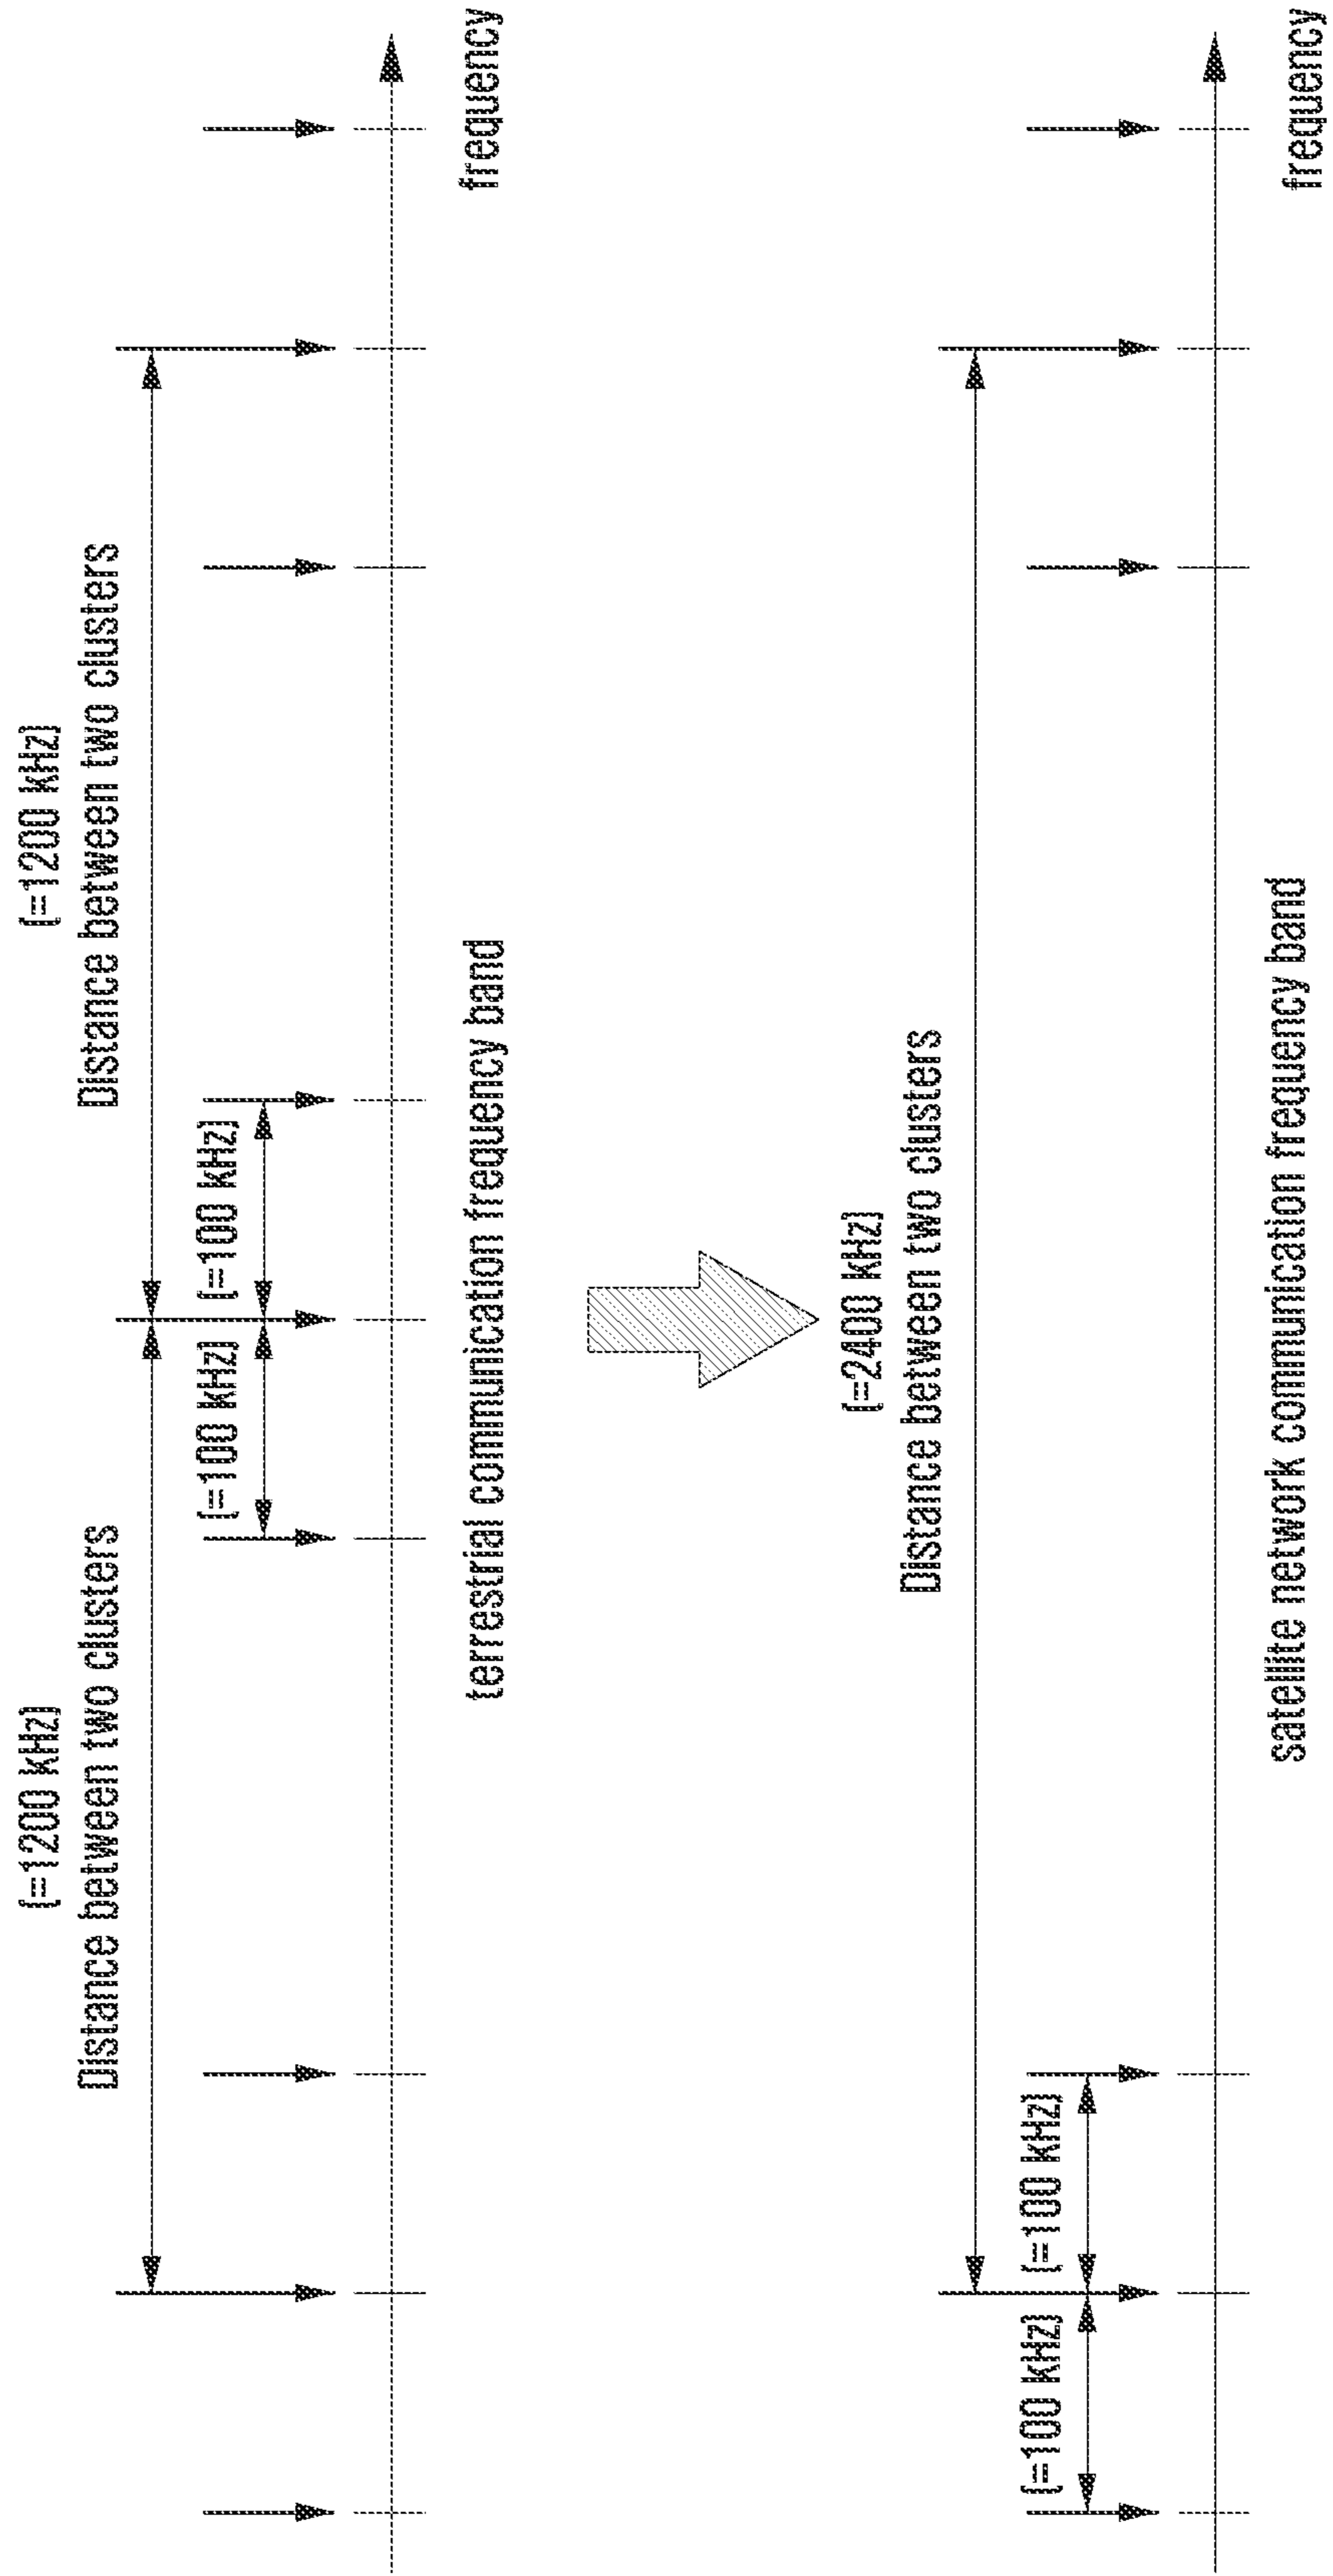 (=1200 kHz)
Distance between two clusters
(=1200 kHz)
Distance between two clusters
(=100 kHz)
(=100 kHz)
terrestrial communication frequency band
frequency
(=2400 kHz)
Distance between two clusters
(=100 kHz)
(=100 kHz)
satellite network communication frequency band
frequency